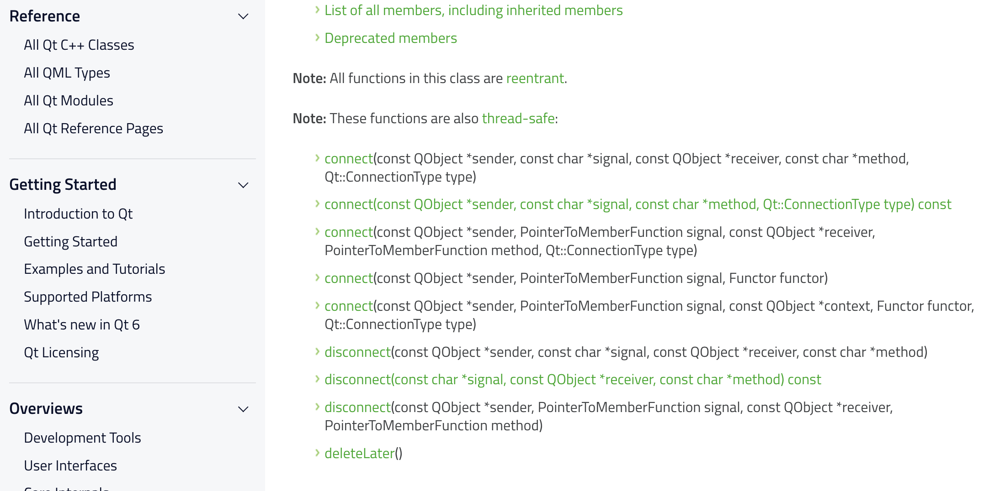 Reference
All Qt C++ Classes
All QML Types
All Qt Modules
All Qt Reference Pages
Getting Started
Introduction to Qt
Getting Started
Examples and Tutorials
Supported Platforms
What's new in Qt 6
Qt Licensing
Overviews
Development Tools
User Interfaces
Core Internals
List of all members, including inherited members
Deprecated members
Note: All functions in this class are reentrant.
Note: These functions are also thread-safe:
connect(const QObject *sender, const char *signal, const QObject *receiver, const char *method,
Qt::ConnectionType type)
connect(const QObject *sender, const char *signal, const char *method, Qt::ConnectionType type) const
connect(const QObject *sender, PointerToMemberFunction signal, const QObject *receiver,
PointerToMemberFunction method, Qt::ConnectionType type)
connect(const QObject *sender, PointerToMemberFunction signal, Functor functor)
connect(const QObject *sender, PointerToMemberFunction signal, const QObject *context, Functor functor,
Qt::ConnectionType type)
disconnect(const QObject *sender, const char *signal, const QObject *receiver, const char *method)
disconnect(const char *signal, const QObject *receiver, const char *method) const
disconnect(const QObject *sender, PointerToMemberFunction signal, const QObject *receiver,
PointerToMemberFunction method)
deleteLater()